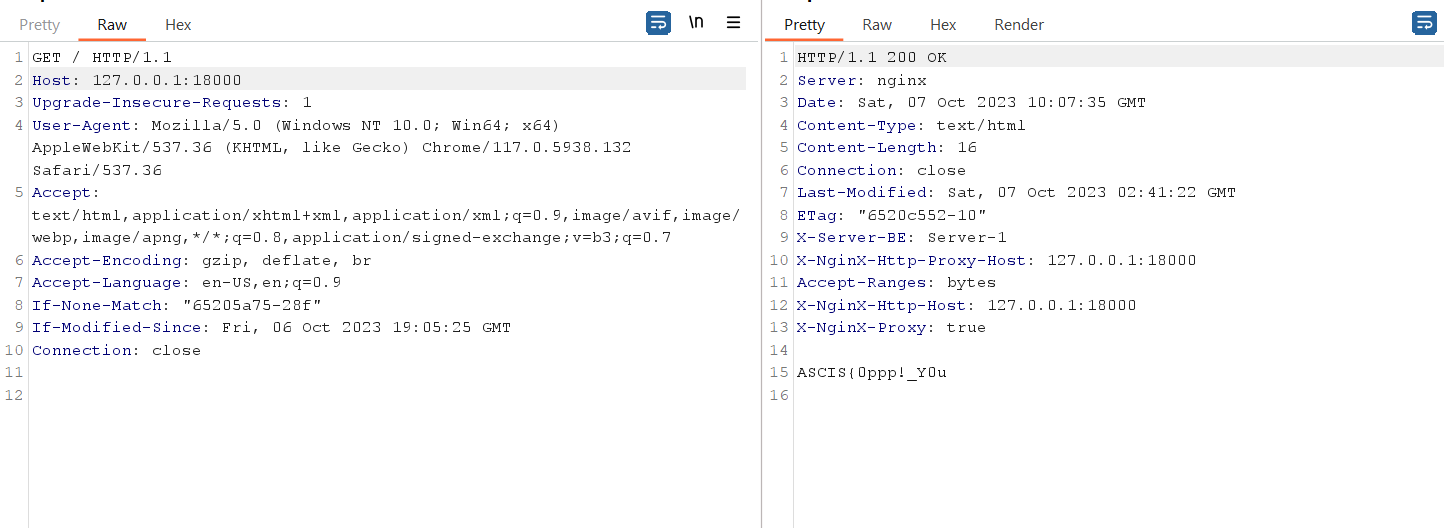 Pretty Raw Hex \n
1 GET / HTTP/1.1
2 Host: 127.0.0.1:18000
3 Upgrade-Insecure-Requests: 1
4 User-Agent: Mozilla/5.0 (Windows NT 10.0; Win64; x64)
AppleWebKit/537.36 (KHTML, like Gecko) Chrome/117.0.5938.132
Safari/537.36
5 Accept:
text/html,application/xhtml+xml,application/xml;q=0.9,image/avif,image/
webp,image/apng,*/*;q=0.8,application/signed-exchange;v=b3;q=0.7
6 Accept-Encoding: gzip, deflate, br
7 Accept-Language: en-US,en;q=0.9
8 If-None-Match: "65205a75-28f"
9 If-Modified-Since: Fri, 06 Oct 2023 19:05:25 GMT
10 Connection: close
11
12
Pretty Raw Hex Render
1 HTTP/1.1 200 OK
2 Server: nginx
3 Date: Sat, 07 Oct 2023 10:07:35 GMT
4 Content-Type: text/html
5 Content-Length: 16
6 Connection: close
7 Last-Modified: Sat, 07 Oct 2023 02:41:22 GMT
8 ETag: "6520c552-10"
9 X-Server-BE: Server-1
10 X-NginX-Http-Proxy-Host: 127.0.0.1:18000
11 Accept-Ranges: bytes
12 X-NginX-Http-Host: 127.0.0.1:18000
13 X-NginX-Proxy: true
14
15 ASCIS{0ppp!_Y0u
16